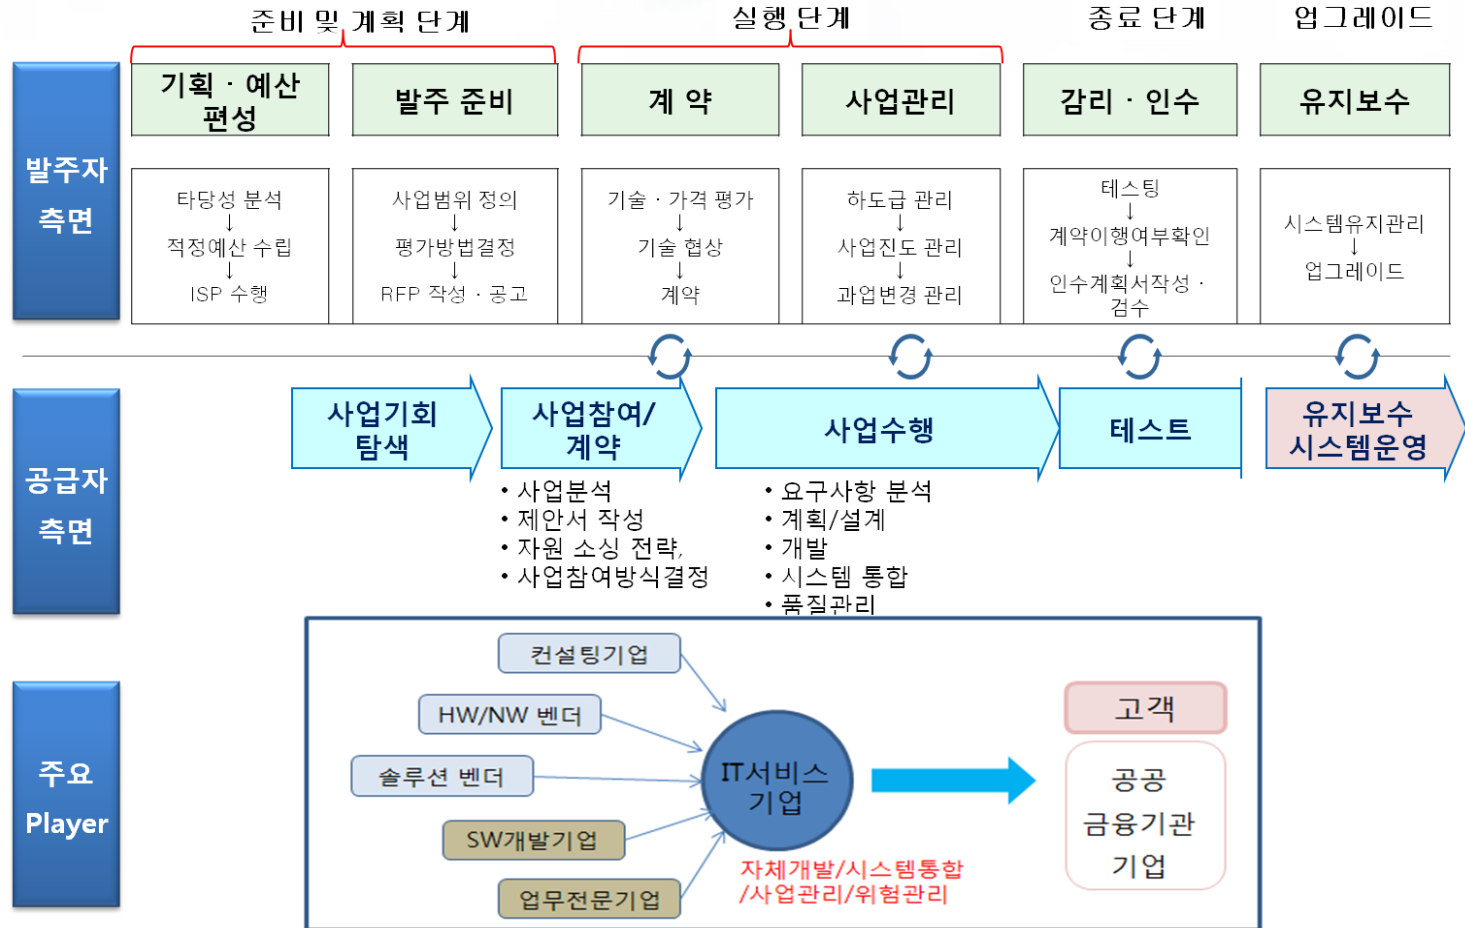 준비 및 계획 단계
실행 단계
종료 단계
업그레이드
발주자
측면
기획 · 예산
편성
발주 준비
계 약
사업관리
감리 · 인수
유지보수
타당성 분석
↓
적정예산 수립
↓
ISP 수행
사업범위 정의
↓
평가방법결정
↓
RFP 작성 · 공고
기술 · 가격 평가
↓
기술 협상
↓
계약
하도급 관리
↓
사업진도 관리
↓
과업변경 관리
테스팅
↓
계약이행여부확인
↓
인수계획서작성 ·
검수
시스템유지관리
↓
업그레이드
공급자
측면
사업기회
탐색
사업참여/
계약
사업수행
테스트
유지보수
시스템운영
• 사업분석
• 제안서 작성
• 자원 소싱 전략,
• 사업참여방식결정
• 요구사항 분석
• 계획/설계
• 개발
• 시스템 통합
• 품질관리
주요
Player
컨설팅기업
HW/NW 벤더
솔루션 벤더
SW개발기업
업무전문기업
IT서비스
기업
자체개발/시스템통합
/사업관리/위험관리
고객
공공
금융기관
기업